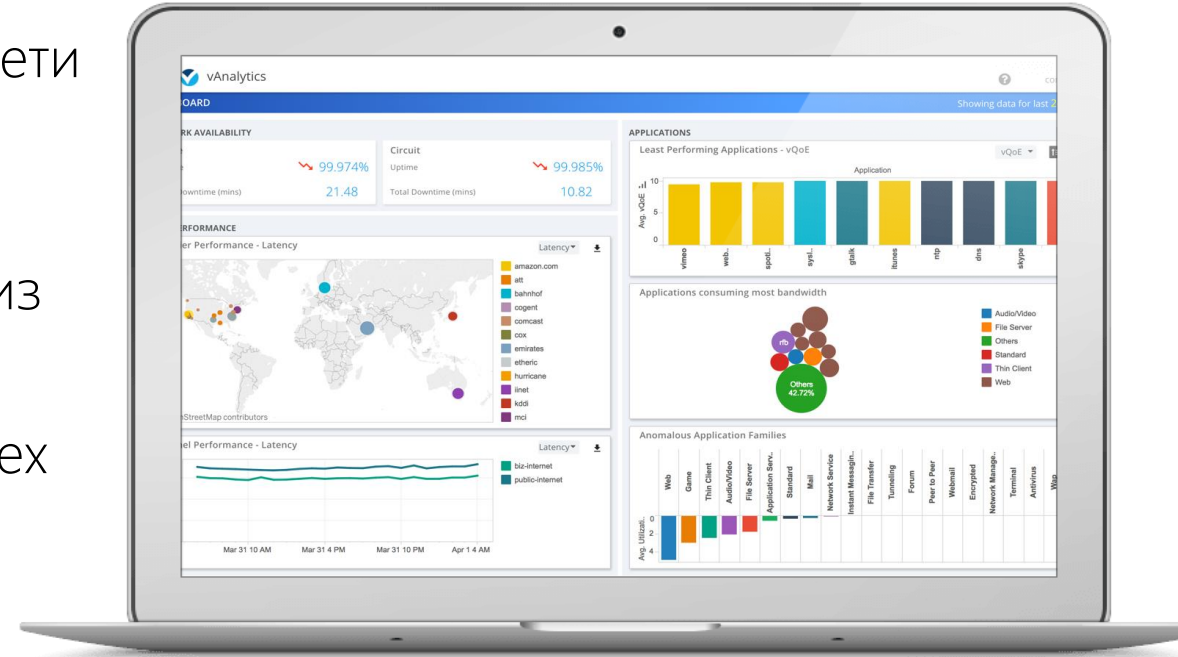 ети
из
ех
vAnalytics
OARD
Showing data for last 2
RK AVAILABILITY
99.974%
owntime (mins)
21.48
Circuit
Uptime
99.985%
Total Downtime (mins)
10.82
ERFORMANCE
er Performance - Latency
Latency
amazon.com
att
bahnhof
cogent
comcast
cox
emirates
etheric
hurricane
iinet
kddi
mci
StreetMap contributors
el Performance - Latency
Latency
biz-internet
public-internet
Mar 31 10 AM
Mar 31 4 PM
Mar 31 10 PM
Apr 1 4 AM
APPLICATIONS
Least Performing Applications - vQoE
vQoE
Application
Avg. vQoE
10
5
0
vimeo
web..
spoti..
sysl..
gtalk
itunes
ntp
dns
skype
Applications consuming most bandwidth
rfb
Others
42.72%
Audio/Video
File Server
Others
Standard
Thin Client
Web
Anomalous Application Families
Web
Game
Thin Client
Audio/Video
File Server
Application Serv..
Standard
Mail
Network Service
Instant Messagin..
File Transfer
Tunneling
Forum
Peer to Peer
Webmail
Encrypted
Network Manage..
Terminal
Antivirus
Wap
Avg. Utilizati..
0
2
4